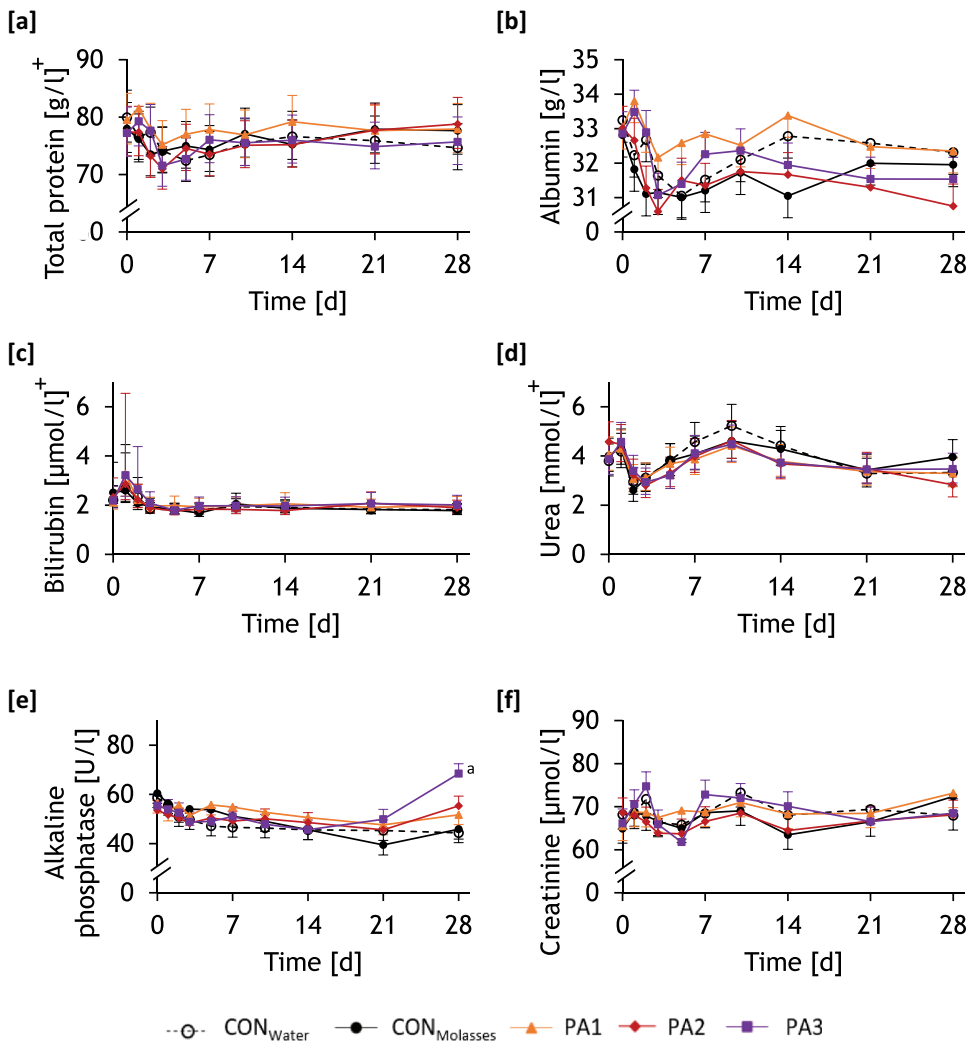 [a]
Total protein [g/l]+
90
80
70
0
0 7 14 21 28
Time [d]
[b]
Albumin [g/l]
35
34
33
32
31
0
0 7 14 21 28
Time [d]
[c]
Bilirubin [µmol/l]+
6
4
2
0
0 7 14 21 28
Time [d]
[d]
Urea [mmol/l]+
6
4
2
0
0 7 14 21 28
Time [d]
[e]
Alkaline
phosphatase [U/l]
80
60
40
0
a
0 7 14 21 28
Time [d]
[f]
Creatinine [µmol/l]
90
80
70
60
0
0 7 14 21 28
Time [d]
CONWater CONMolasses PA1 PA2 PA3